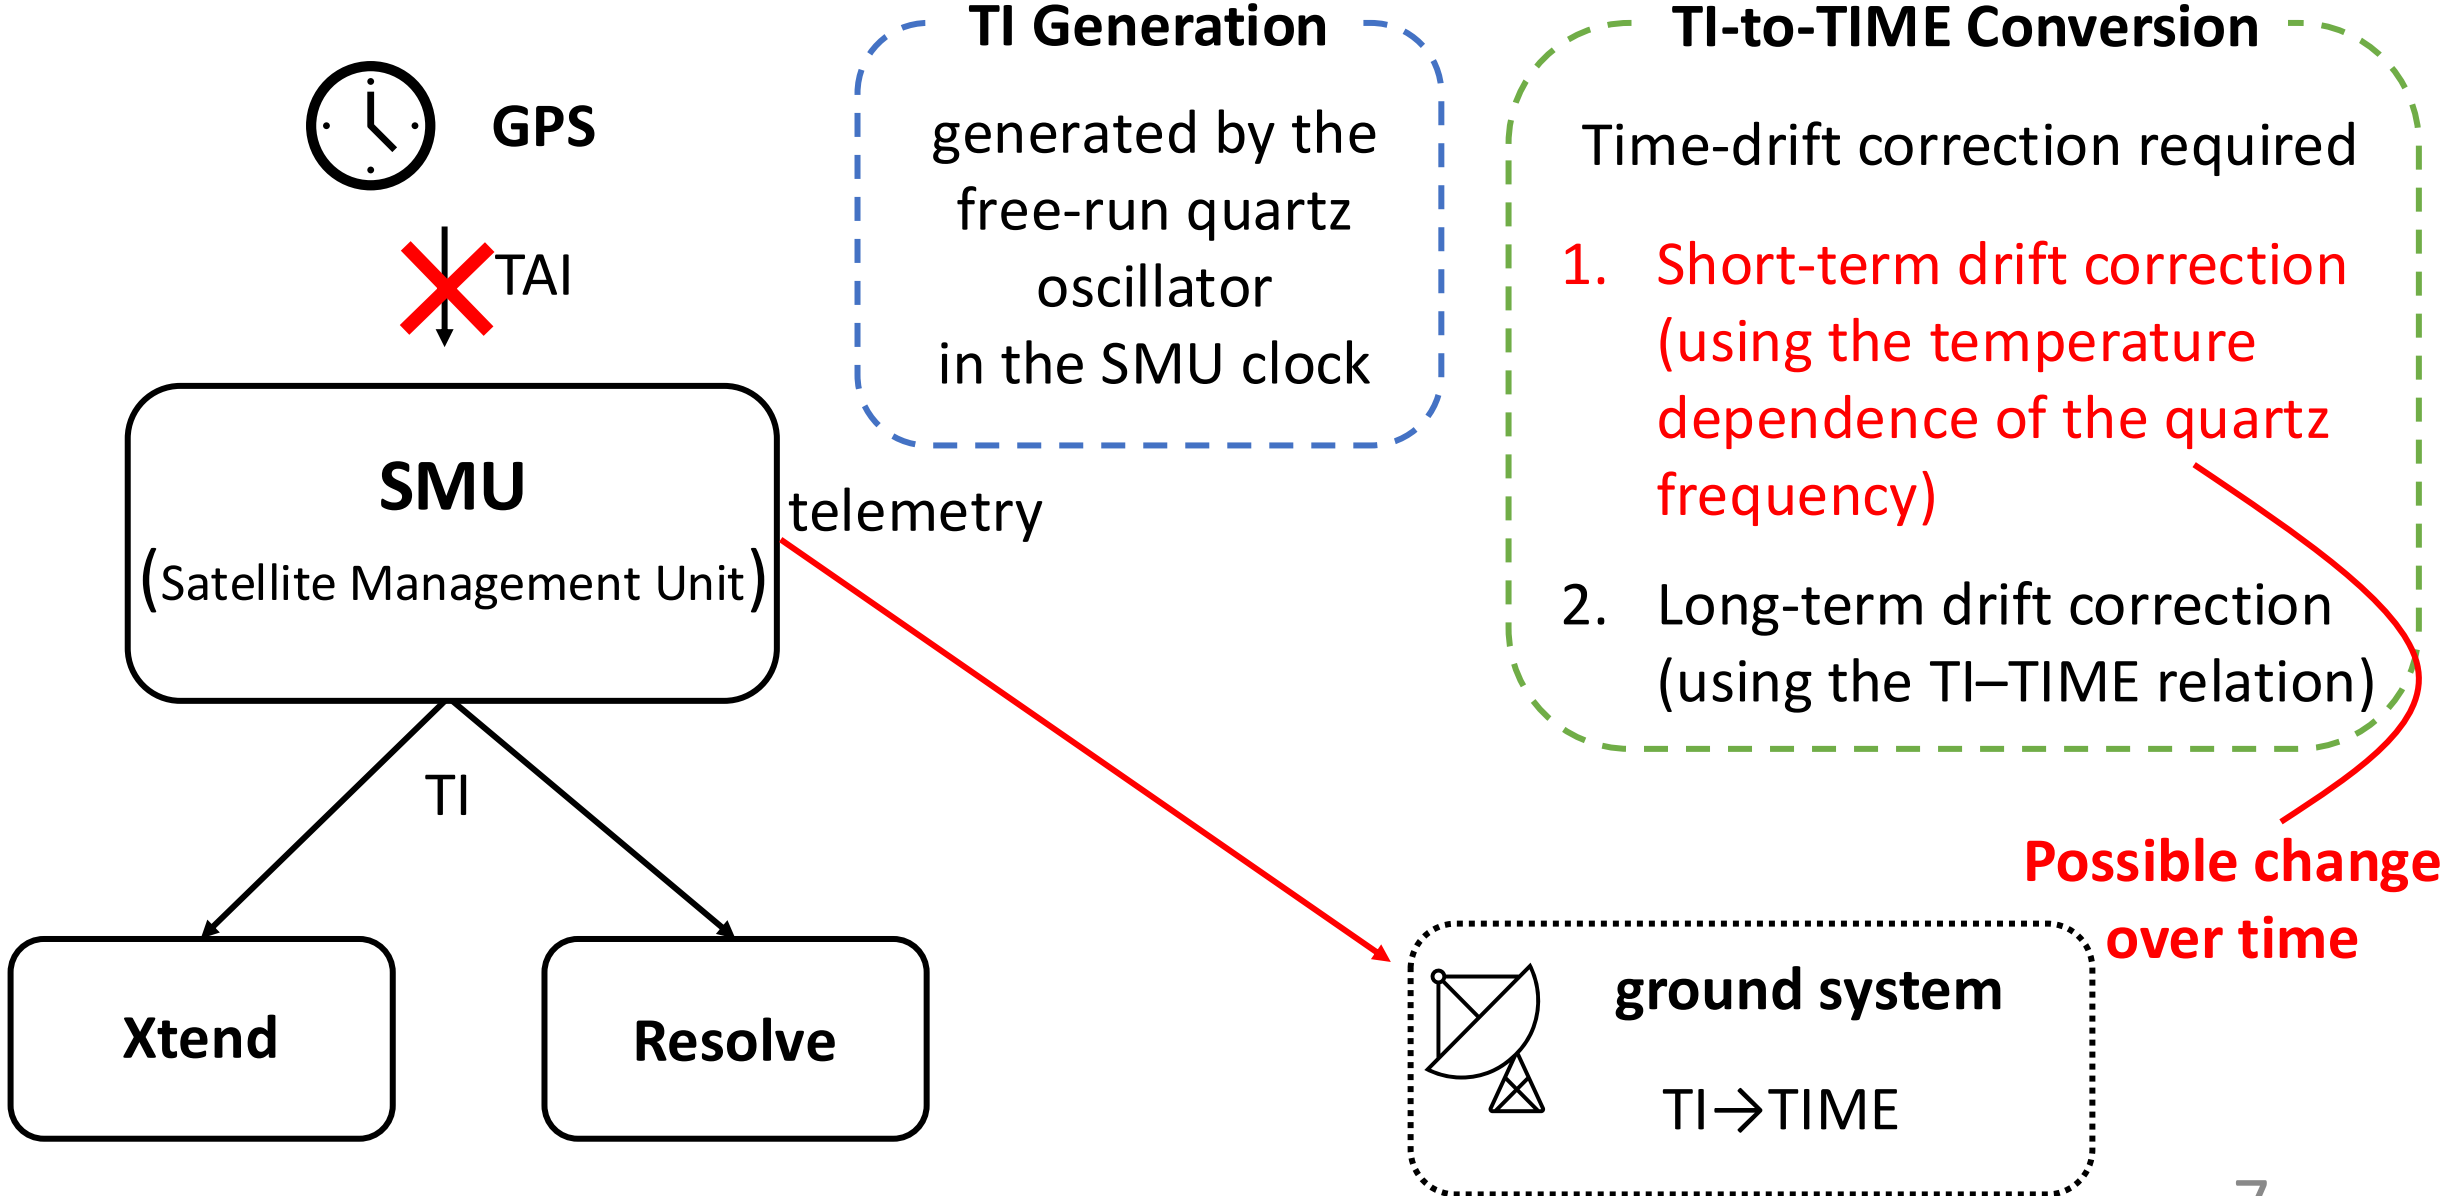 GPS
TAI
SMU
(Satellite Management Unit)
telemetry
TI
Xtend
Resolve
TI Generation
generated by the
free-run quartz
oscillator
in the SMU clock
TI-to-TIME Conversion
Time-drift correction required
1. Short-term drift correction
(using the temperature
dependence of the quartz
frequency)
2. Long-term drift correction
(using the TI–TIME relation)
Possible change
over time
ground system
TI→TIME